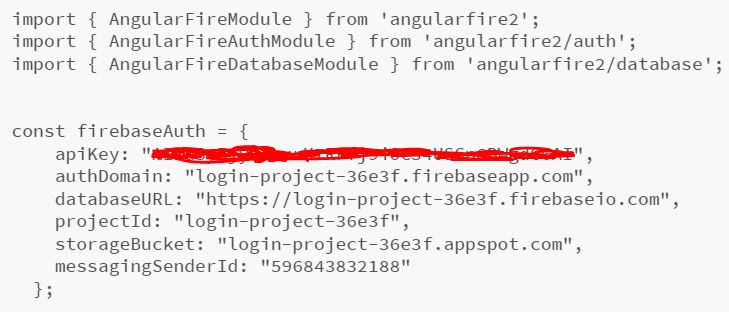 import { AngularFireModule } from 'angularfire2';
import { AngularFireAuthModule } from 'angularfire2/auth';
import { AngularFireDatabaseModule } from 'angularfire2/database';
const firebaseAuth = {
apiKey: "",
authDomain: "login-project-36e3f.firebaseapp.com",
databaseURL: "https://login-project-36e3f.firebaseio.com",
projectId: "login-project-36e3f",
storageBucket: "login-project-36e3f.appspot.com",
messagingSenderId: "596843832188"
};